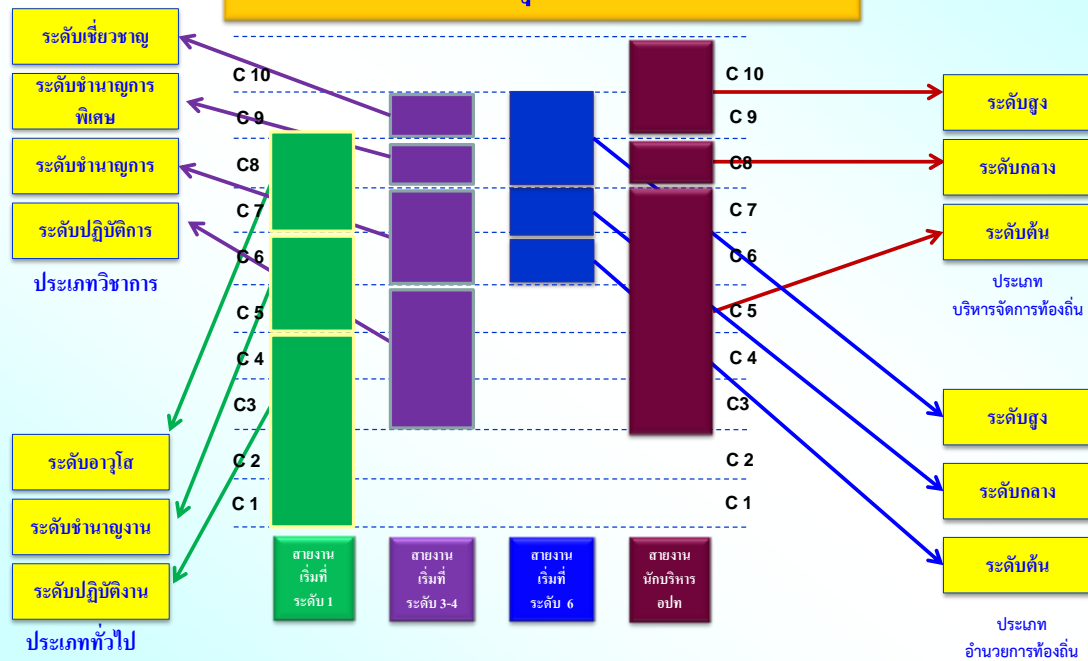 ระดับเชี่ยวชาญ
ระดับชำนาญการ
พิเศษ
ระดับชำนาญการ
ระดับปฏิบัติการ
ประเภทวิชาการ
ระดับอาวุโส
ระดับชำนาญงาน
ระดับปฏิบัติงาน
ประเภททั่วไป
C 10
C 9
C8
C 7
C 6
C 5
C 4
C3
C 2
C 1
สายงาน
เริ่มที่
ระดับ 1
สายงาน
เริ่มที่
ระดับ 3-4
สายงาน
เริ่มที่
ระดับ 6
สายงาน
นักบริหาร
อปท
C 10
C 9
C8
C 7
C 6
C 5
C 4
C3
C 2
C 1
ระดับสูง
ระดับกลาง
ระดับต้น
ประเภท
บริหารจัดการท้องถิ่น
ระดับสูง
ระดับกลาง
ระดับต้น
ประเภท
อำนวยการท้องถิ่น